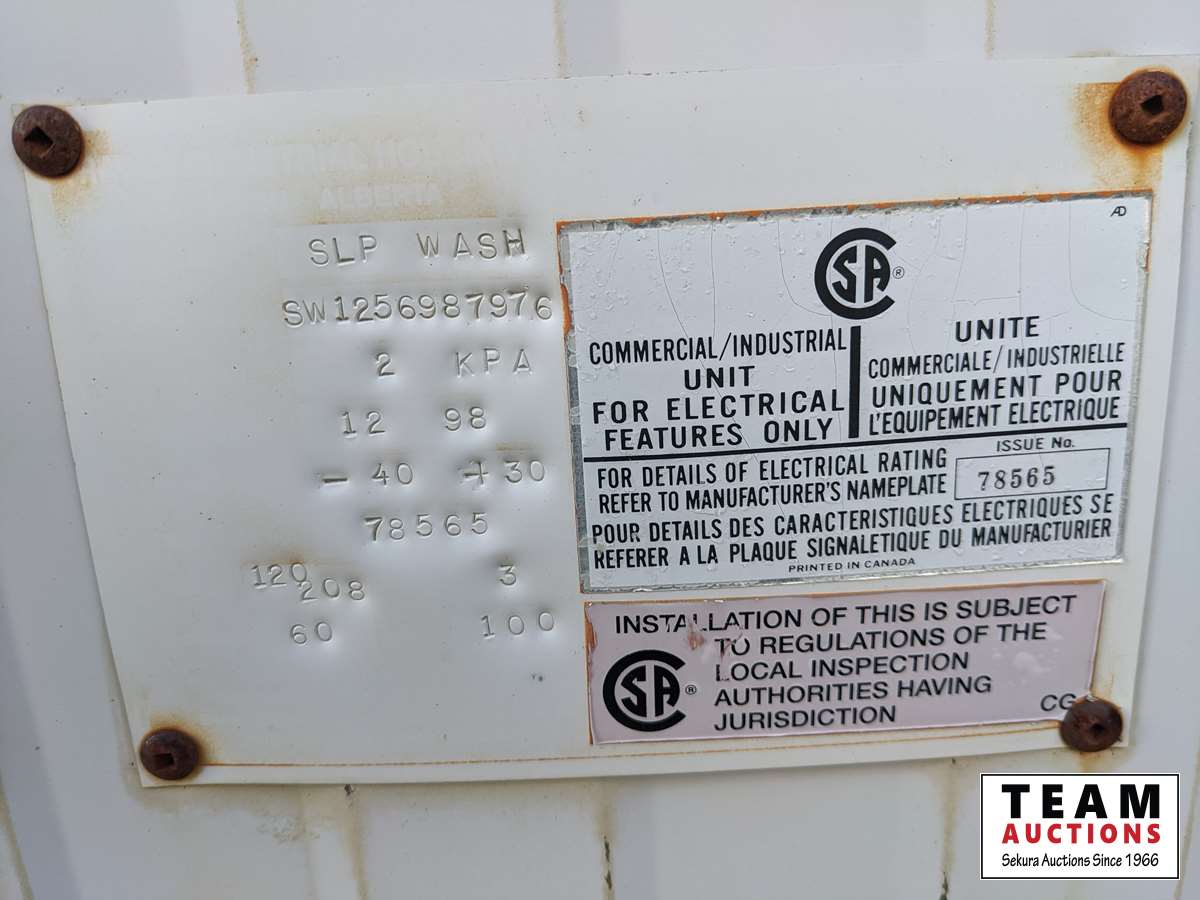 ALBERTA
SLP WASH
SW1256987976
2 KPA
12 98
- 40 + 30
78565
120 208 3
60 100
AD
CSA®
COMMERCIAL/INDUSTRIAL
UNIT
FOR ELECTRICAL
FEATURES ONLY
UNITE
COMMERCIALE/INDUSTRIELLE
UNIQUEMENT POUR
L'EQUIPEMENT ELECTRIQUE
FOR DETAILS OF ELECTRICAL RATING
REFER TO MANUFACTURER'S NAMEPLATE
ISSUE No.
78565
POUR DETAILS DES CARACTERISTIQUES ELECTRIQUES SE
REFERER A LA PLAQUE SIGNALETIQUE DU MANUFACTURIER
PRINTED IN CANADA
INSTALLATION OF THIS IS SUBJECT
TO REGULATIONS OF THE
LOCAL INSPECTION
AUTHORITIES HAVING
JURISDICTION
CSA®
TEAM
AUCTIONS
Sekura Auctions Since 1966